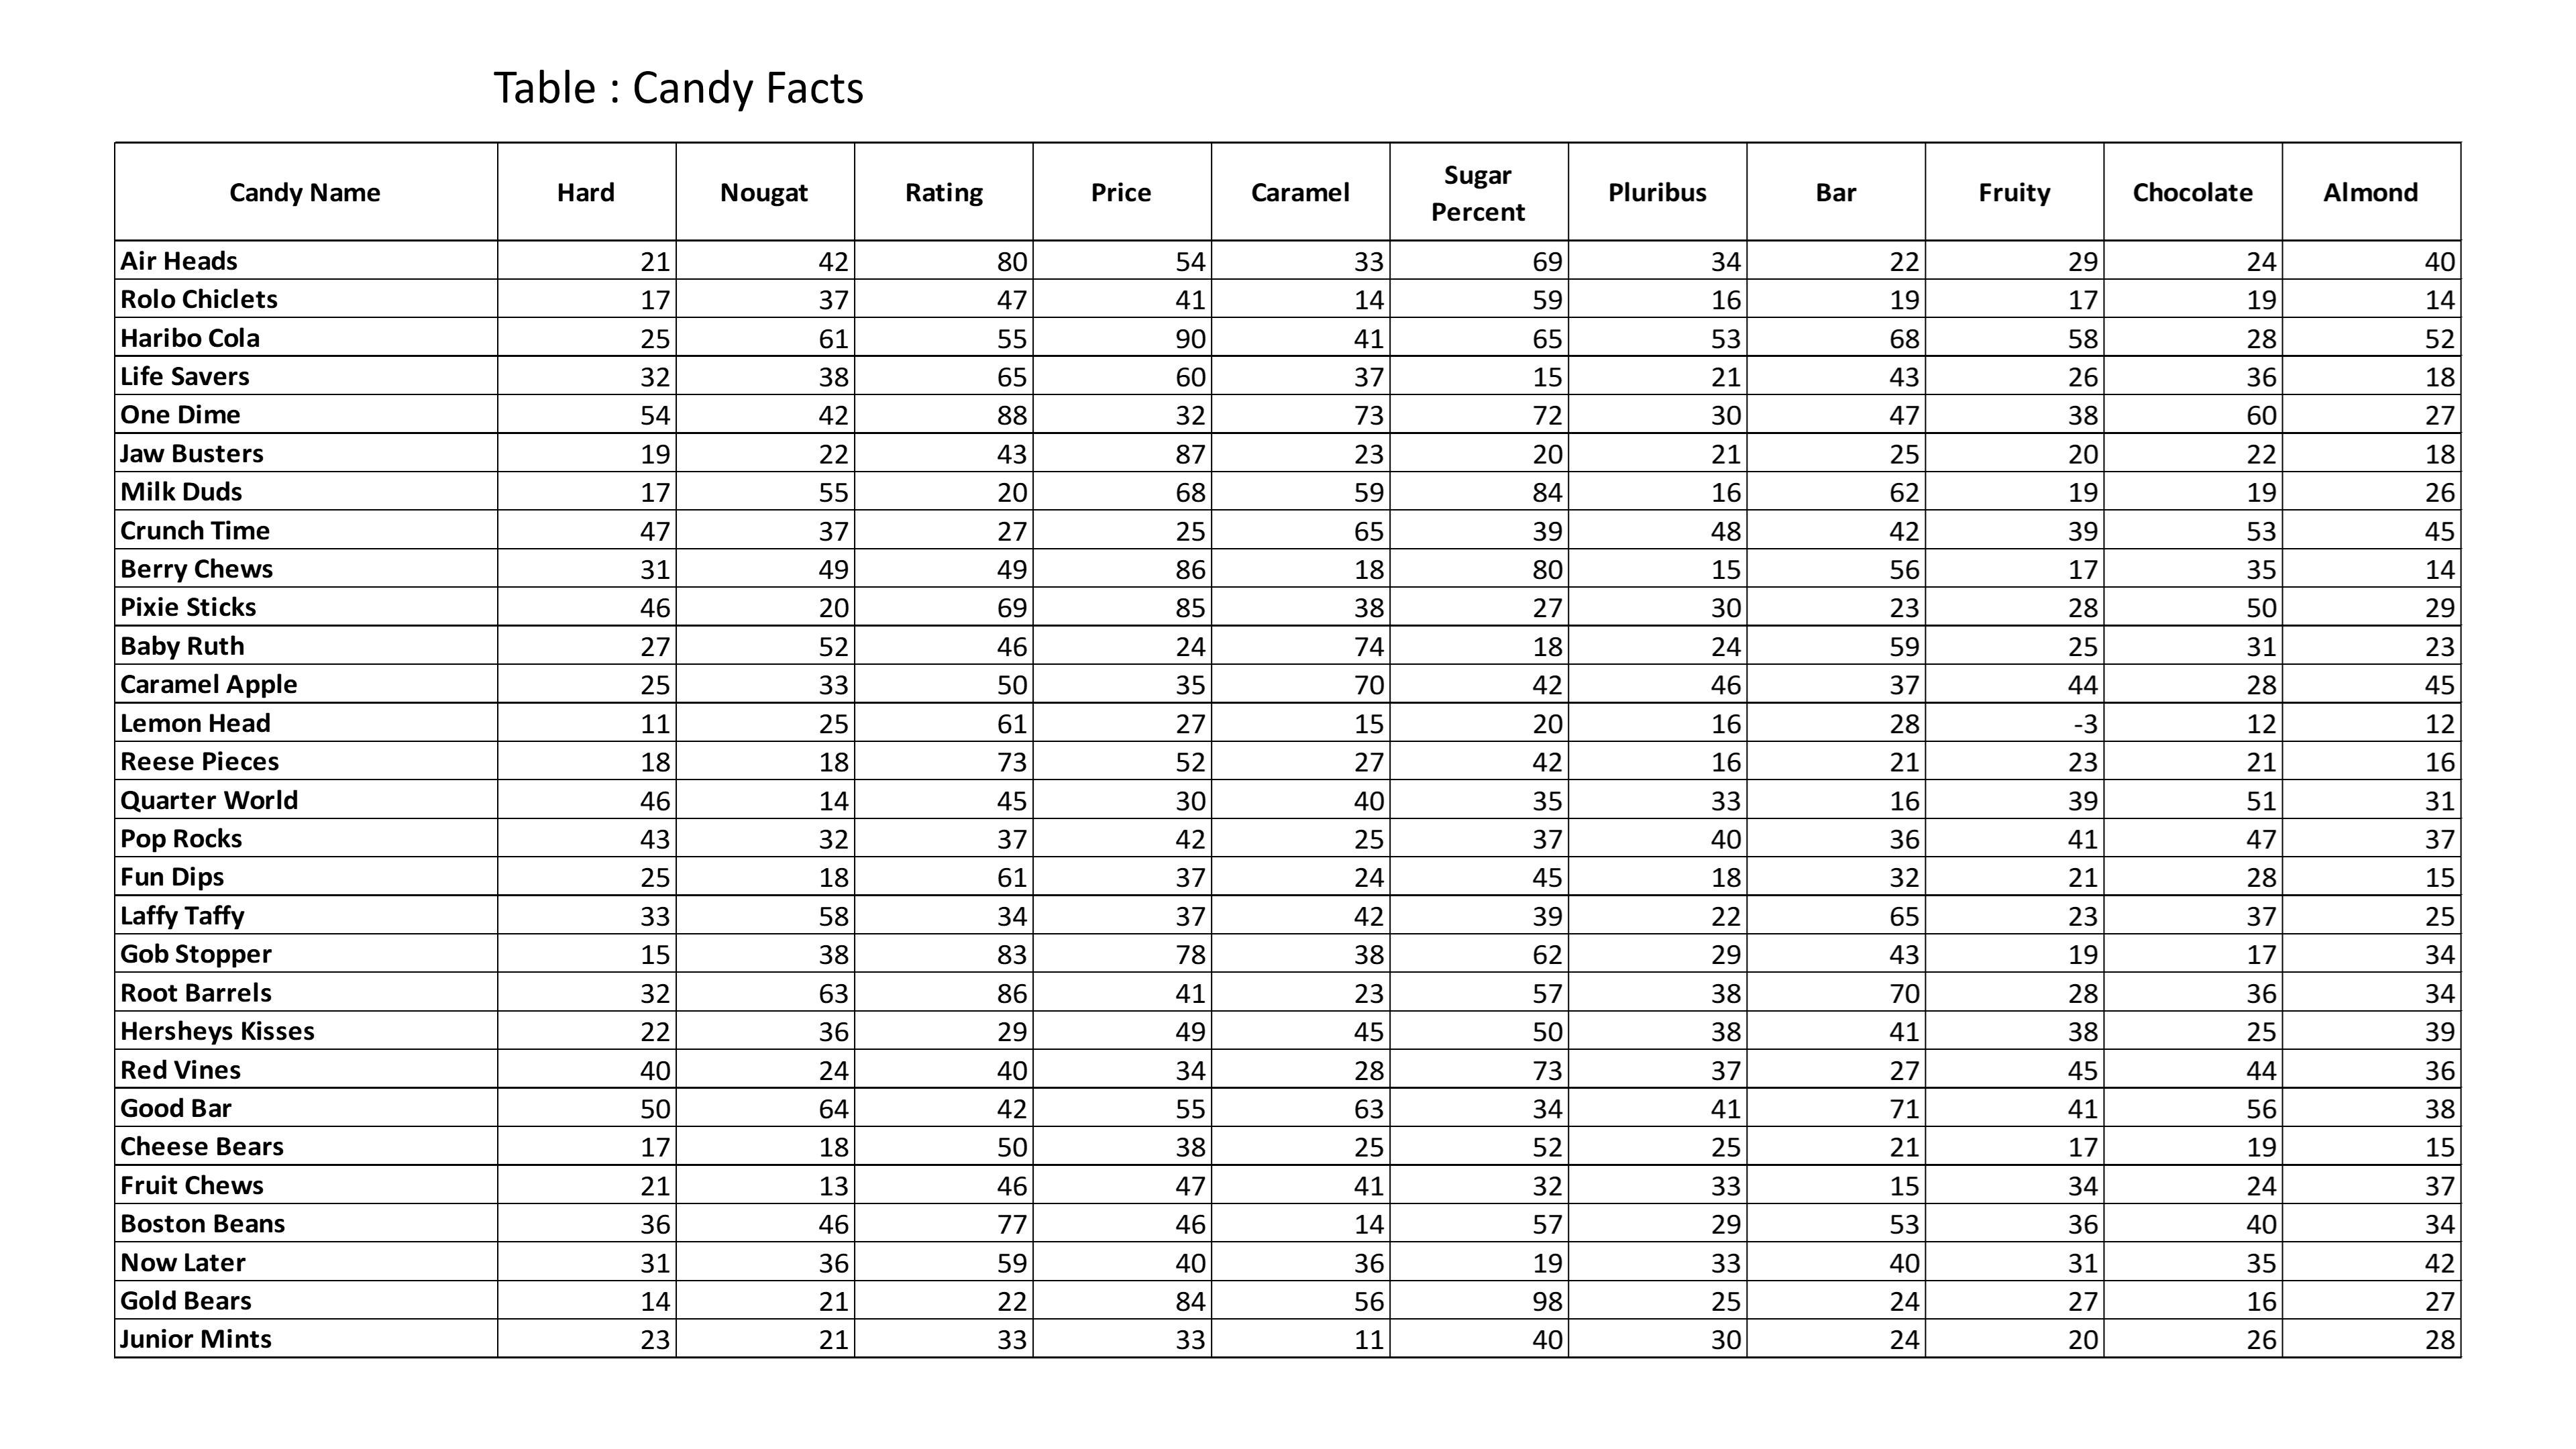 Table : Candy Facts
Candy Name Hard Nougat Rating Price Caramel Sugar Percent Pluribus Bar Fruity Chocolate Almond
Air Heads 21 42 80 54 33 69 34 22 29 24 40
Rolo Chiclets 17 37 47 41 14 59 16 19 17 19 14
Haribo Cola 25 61 55 90 41 65 53 68 58 28 52
Life Savers 32 38 65 60 37 15 21 43 26 36 18
One Dime 54 42 88 32 73 72 30 47 38 60 27
Jaw Busters 19 22 43 87 23 20 21 25 20 22 18
Milk Duds 17 55 20 68 59 84 16 62 19 19 26
Crunch Time 47 37 27 25 65 39 48 42 39 53 45
Berry Chews 31 49 49 86 18 80 15 56 17 35 14
Pixie Sticks 46 20 69 85 38 27 30 23 28 50 29
Baby Ruth 27 52 46 24 74 18 24 59 25 31 23
Caramel Apple 25 33 50 35 70 42 46 37 44 28 45
Lemon Head 11 25 61 27 15 20 16 28 -3 12 12
Reese Pieces 18 18 73 52 27 42 16 21 23 21 16
Quarter World 46 14 45 30 40 35 33 16 39 51 31
Pop Rocks 43 32 37 42 25 37 40 36 41 47 37
Fun Dips 25 18 61 37 24 45 18 32 21 28 15
Laffy Taffy 33 58 34 37 42 39 22 65 23 37 25
Gob Stopper 15 38 83 78 38 62 29 43 19 17 34
Root Barrels 32 63 86 41 23 57 38 70 28 36 34
Hersheys Kisses 22 36 29 49 45 50 38 41 38 25 39
Red Vines 40 24 40 34 28 73 37 27 45 44 36
Good Bar 50 64 42 55 63 34 41 71 41 56 38
Cheese Bears 17 18 50 38 25 52 25 21 17 19 15
Fruit Chews 21 13 46 47 41 32 33 15 34 24 37
Boston Beans 36 46 77 46 14 57 29 53 36 40 34
Now Later 31 36 59 40 36 19 33 40 31 35 42
Gold Bears 14 21 22 84 56 98 25 24 27 16 27
Junior Mints 23 21 33 33 11 40 30 24 20 26 28